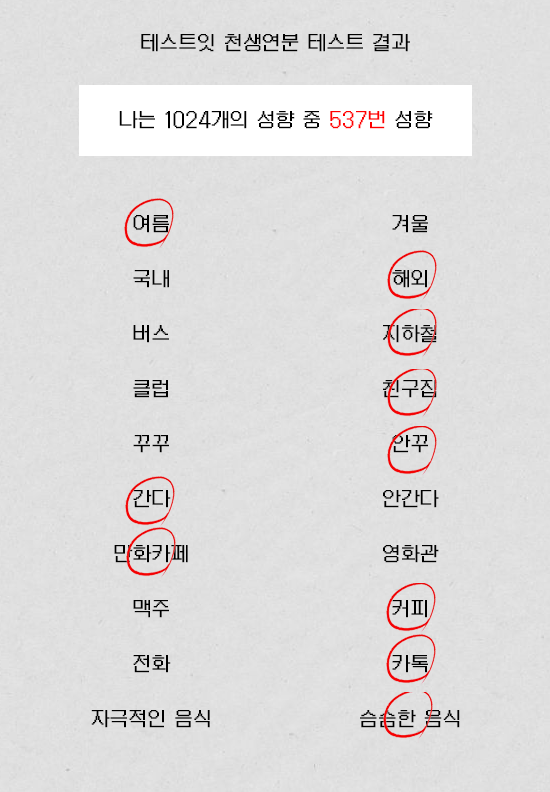 테스트잇 천생연분 테스트 결과
나는 1024개의 성향 중 537번 성향
여름 겨울
국내 해외
버스 지하철
클럽 친구집
꾸꾸 안꾸
간다 안간다
만화카페 영화관
맥주 커피
전화 카톡
자극적인 음식 슴슴한 음식